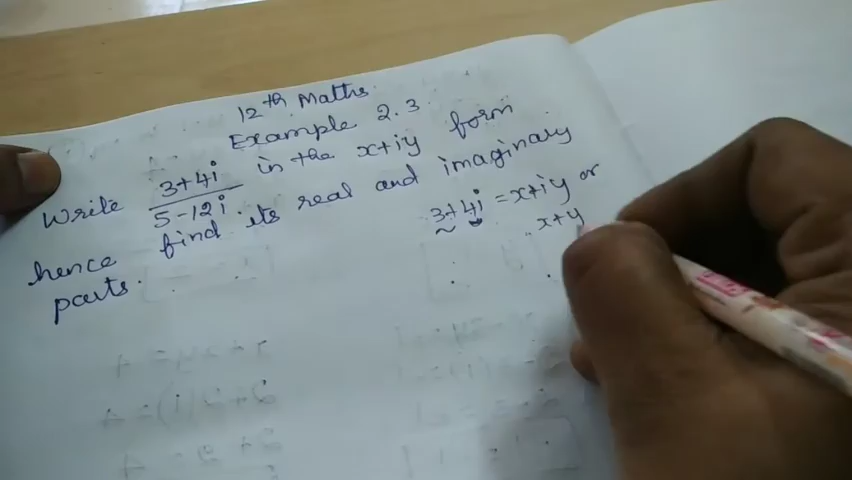 12th Maths
Example 2.3
Write 3+4i / 5-12i in the x+iy form
hence find its real and imaginary
parts.
3+4i = x+iy or
x+y